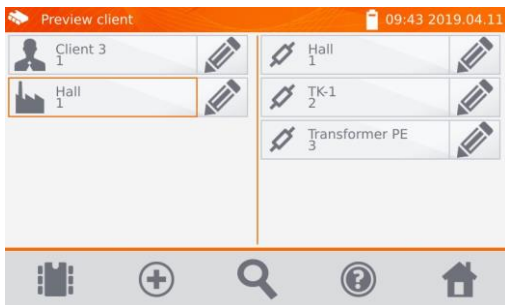 Preview client
09:43 2019.04.11
Client 3
1
Hall
1
Hall
1
TK-1
2
Transformer PE
3